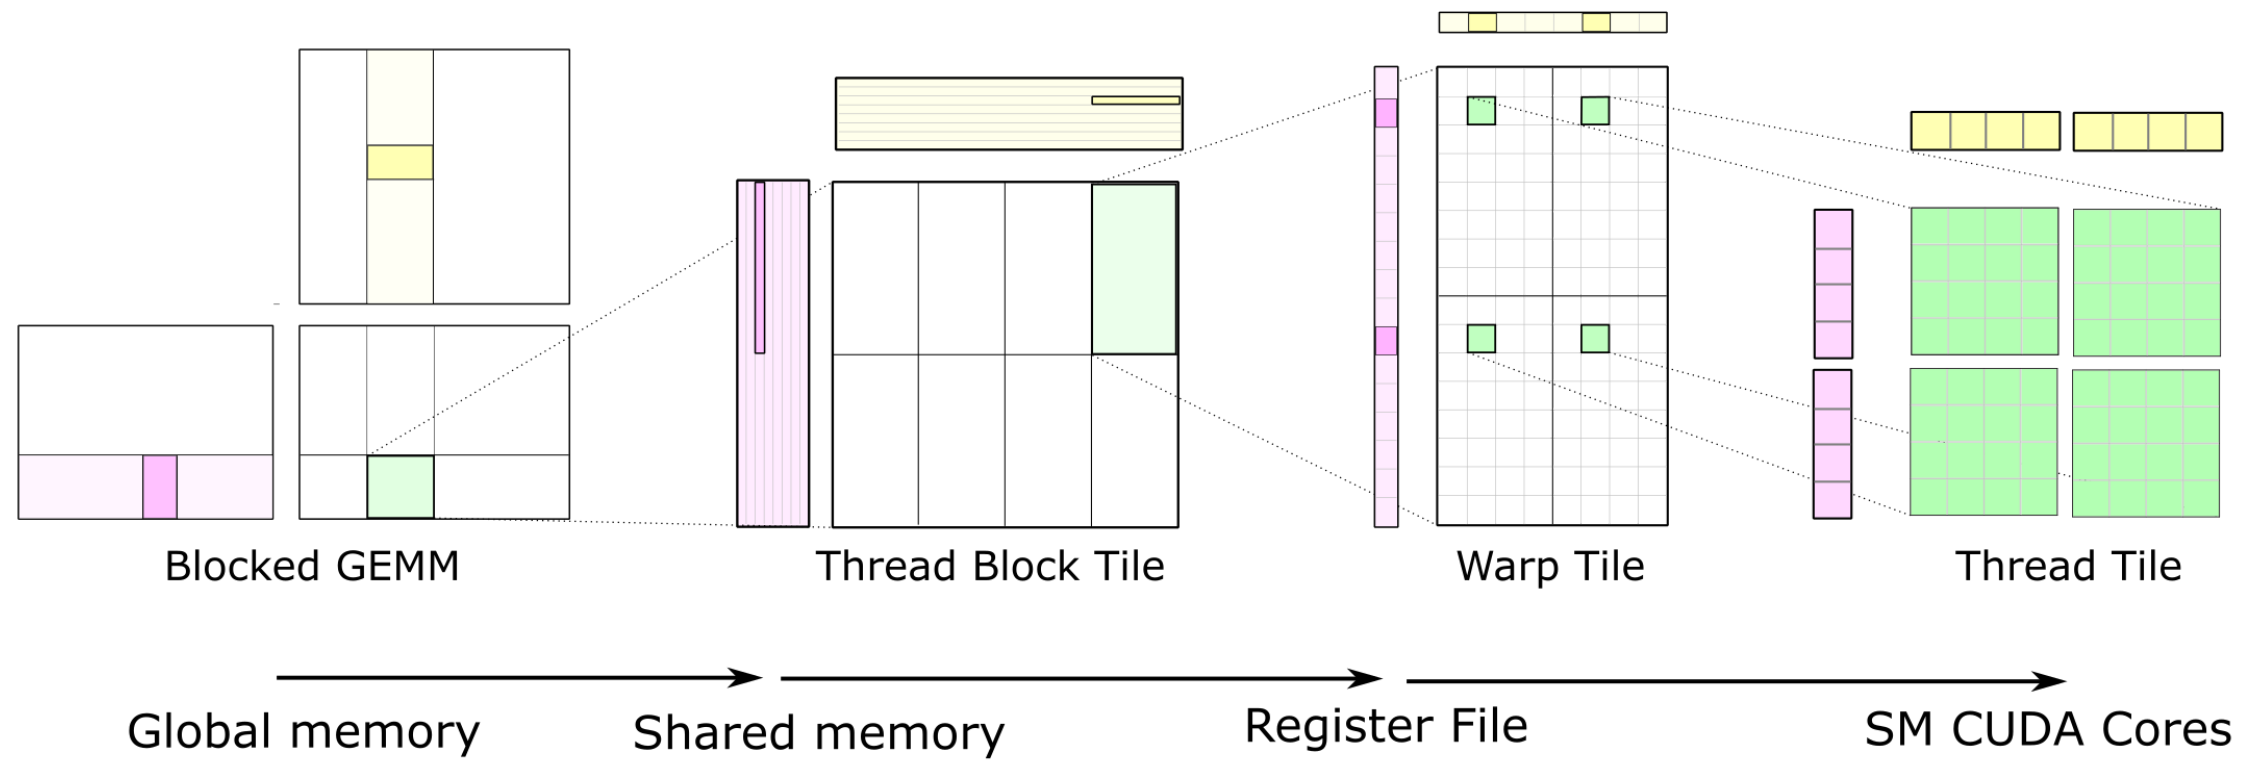 Blocked GEMM
Thread Block Tile
Warp Tile
Thread Tile
Global memory
Shared memory
Register File
SM CUDA Cores